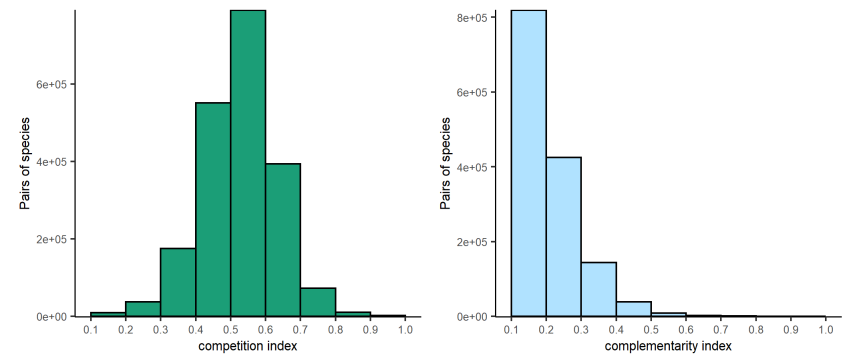 Pairs of species
6e+05
4e+05
2e+05
0e+00
0.1 0.2 0.3 0.4 0.5 0.6 0.7 0.8 0.9 1.0
competition index
Pairs of species
8e+05
6e+05
4e+05
2e+05
0e+00
0.1 0.2 0.3 0.4 0.5 0.6 0.7 0.8 0.9 1.0
complementarity index